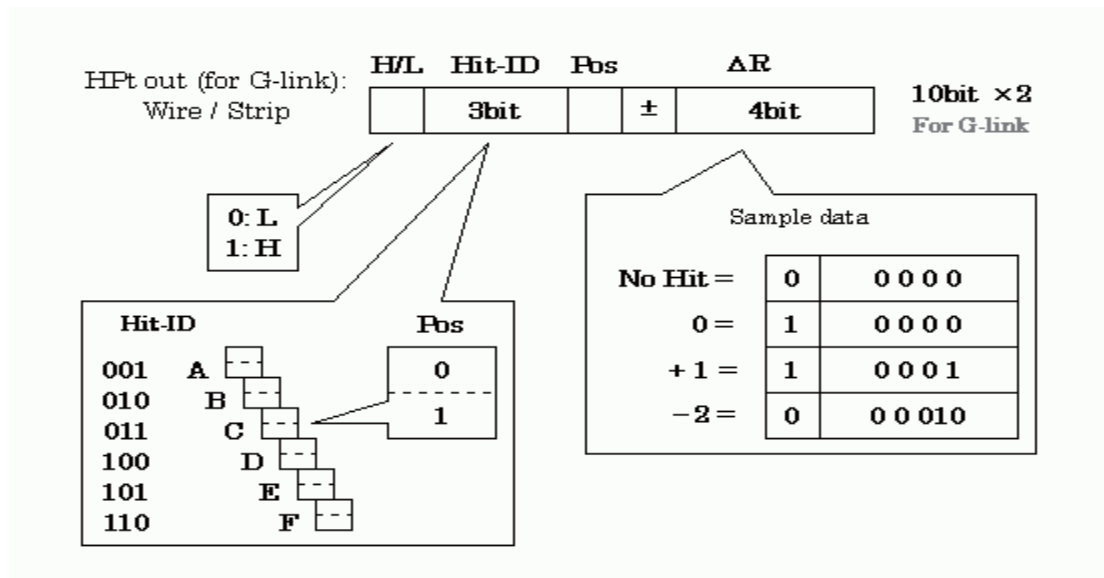 H/L Hit-ID Pos ΔR
HPt out (for G-link):
Wire / Strip
3bit ± 4bit
10bit ×2
For G-link
0: L
1: H
Sample data
No Hit = 0 0 0 0 0
0 = 1 0 0 0 0
+ 1 = 1 0 0 0 1
− 2 = 0 0 0 010
Hit-ID Pos
001 A
010 B
011 C
100 D
101 E
110 F
0
1